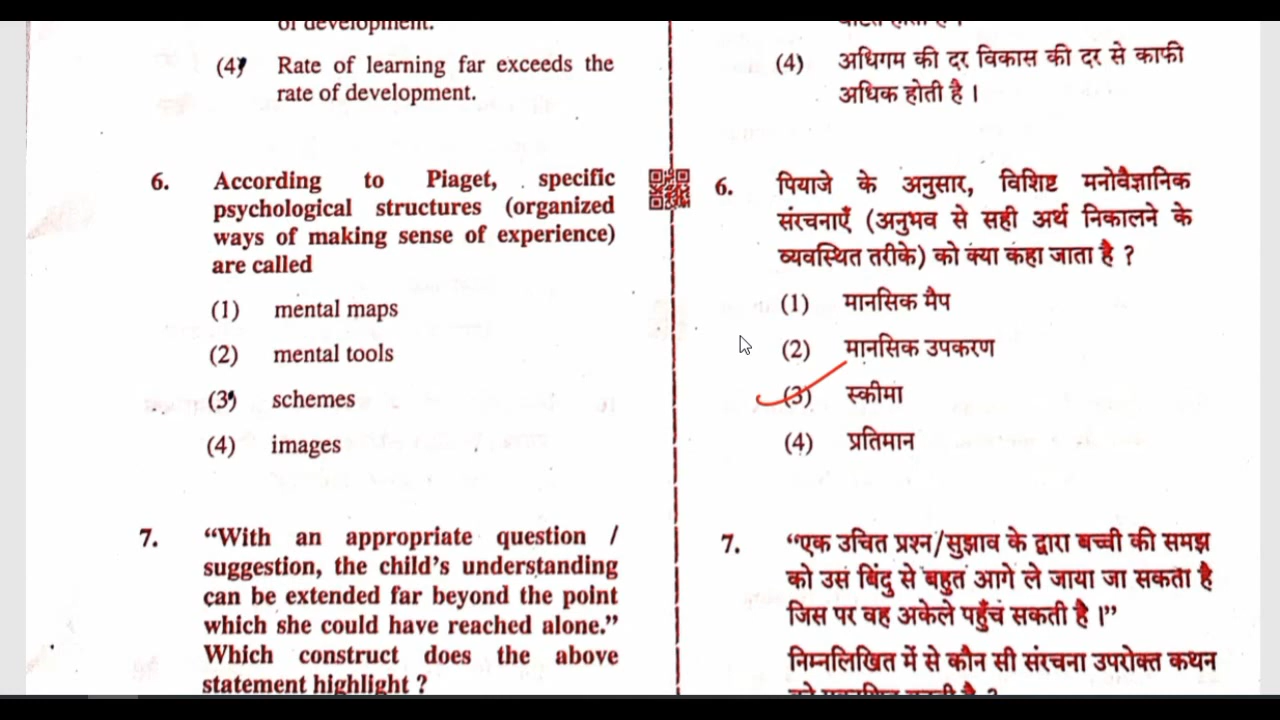 of development.
(4) Rate of learning far exceeds the
rate of development.
6. According to Piaget, specific
psychological structures (organized
ways of making sense of experience)
are called
(1) mental maps
(2) mental tools
(3) schemes
(4) images
7. “With an appropriate question /
suggestion, the child’s understanding
can be extended far beyond the point
which she could have reached alone.”
Which construct does the above
statement highlight ?
(4) अधिगम की दर विकास की दर से काफी
अधिक होती है ।
6. पियाजे के अनुसार, विशिष्ट मनोवैज्ञानिक
संरचनाएँ (अनुभव से सही अर्थ निकालने के
व्यवस्थित तरीके) को क्या कहा जाता है ?
(1) मानसिक मैप
(2) मानसिक उपकरण
(3) स्कीमा
(4) प्रतिमान
7. “एक उचित प्रश्न/सुझाव के द्वारा बच्ची की समझ
को उस बिंदु से बहुत आगे ले जाया जा सकता है
जिस पर वह अकेले पहुँच सकती है ।”
निम्नलिखित में से कौन सी संरचना उपरोक्त कथन